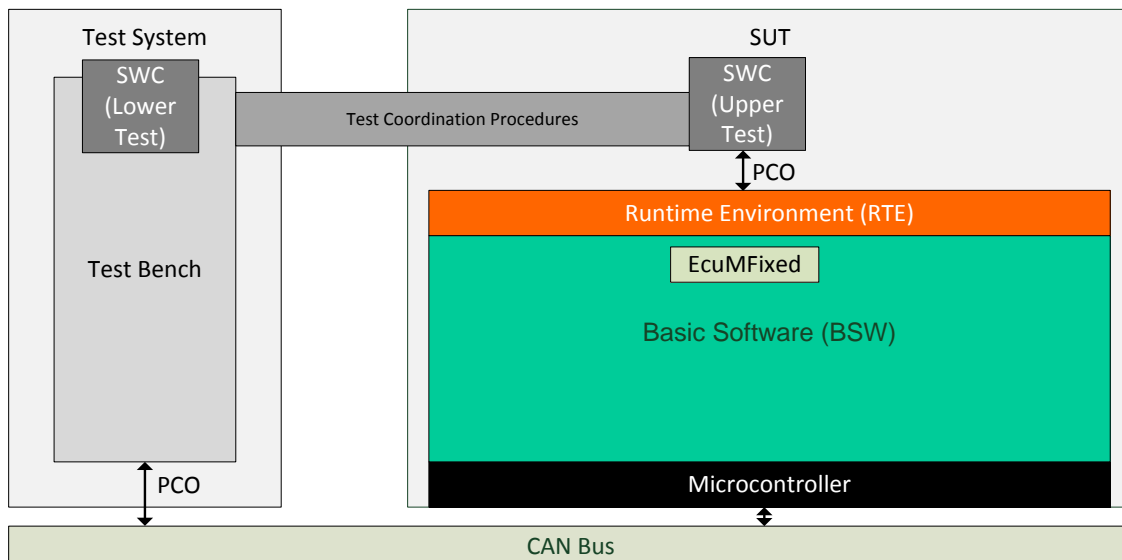 Test System
SWC
(Lower
Test)
Test Bench
PCO
Test Coordination Procedures
SUT
SWC
(Upper
Test)
PCO
Runtime Environment (RTE)
EcuMFixed
Basic Software (BSW)
Microcontroller
CAN Bus